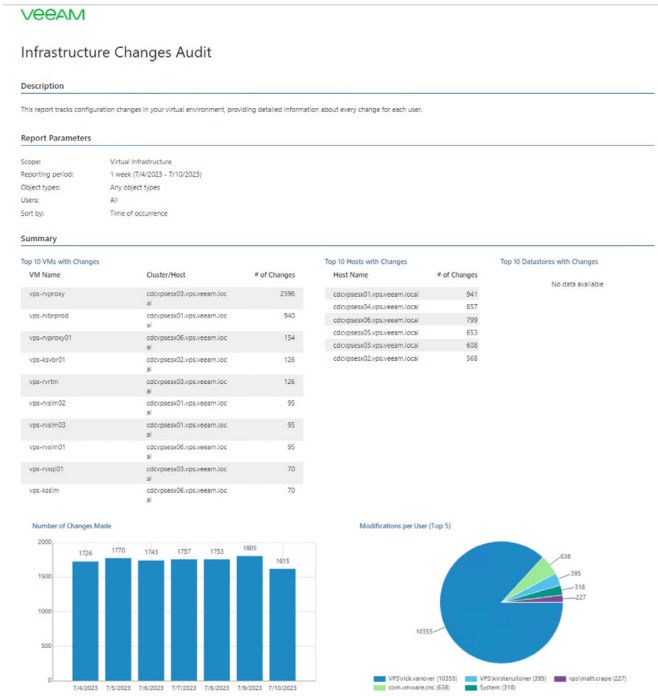 veeam
Infrastructure Changes Audit
Description
This report tracks configuration changes in your virtual environment, providing detailed information about every change for each user.
Report Parameters
Scope: Virtual Infrastructure
Reporting period: 1 week (7/4/2023 - 7/10/2023)
Object types: Any object types
Users: All
Sort by: Time of occurrence
Summary
Top 10 VMs with Changes
VM Name Cluster/Host # of Changes
vps-rvproxy cdcvpsesx03.vps.veeam.loc 2596
al
vps-rvbrprod cdcvpsesx01.vps.veeam.loc 940
al
vps-rvproxy01 cdcvpsesx06.vps.veeam.loc 154
al
vps-ksvbr01 cdcvpsesx02.vps.veeam.loc 126
al
vps-rvrtm cdcvpsesx03.vps.veeam.loc 126
al
vps-rvsim02 cdcvpsesx01.vps.veeam.loc 95
al
vps-rvsim03 cdcvpsesx01.vps.veeam.loc 95
al
vps-rvsim01 cdcvpsesx06.vps.veeam.loc 95
al
vps-rvsql01 cdcvpsesx03.vps.veeam.loc 70
al
vps-kssim cdcvpsesx06.vps.veeam.loc 70
al
Top 10 Hosts with Changes
Host Name # of Changes
cdcvpsesx01.vps.veeam.local 941
cdcvpsesx04.vps.veeam.local 857
cdcvpsesx06.vps.veeam.local 799
cdcvpsesx05.vps.veeam.local 653
cdcvpsesx03.vps.veeam.local 608
cdcvpsesx02.vps.veeam.local 568
Top 10 Datastores with Changes
No data available
Number of Changes Made
2000
1500
1000
500
0
1726 1770 1743 1757 1753 1805 1615
7/4/2023 7/5/2023 7/6/2023 7/7/2023 7/8/2023 7/9/2023 7/10/2023
Modifications per User (Top 5)
638
395
318
227
10355
VPS\rick.vanover (10355) VPS\kirsten.stoner (395) vps\matt.crape (227)
com.vmware.cns (638) System (318)